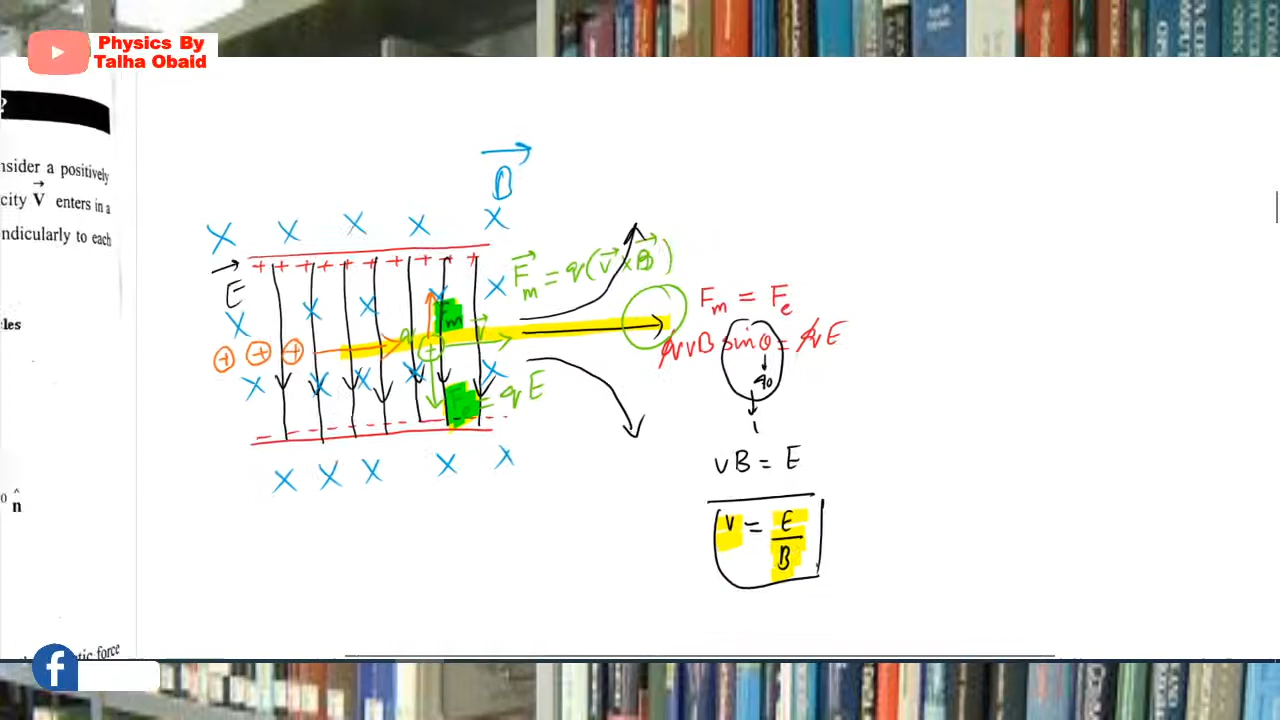 Physics By
Talha Obaid
?
nsider a positively
city V⃗ enters in a
ndicularly to each
les
o n̂
tic force
B⃗
X X X X X
+ + + + + + + + + +
E⃗
F⃗m = q(v⃗ × B⃗)
X X X X
X
Fm
v⃗
q
+ + + +
X X X X X
Fe = qE
- - - - - - - - -
X X X X X
Fm = Fe
qvB sinθ = qE
90
1
vB = E
v = E
B
f